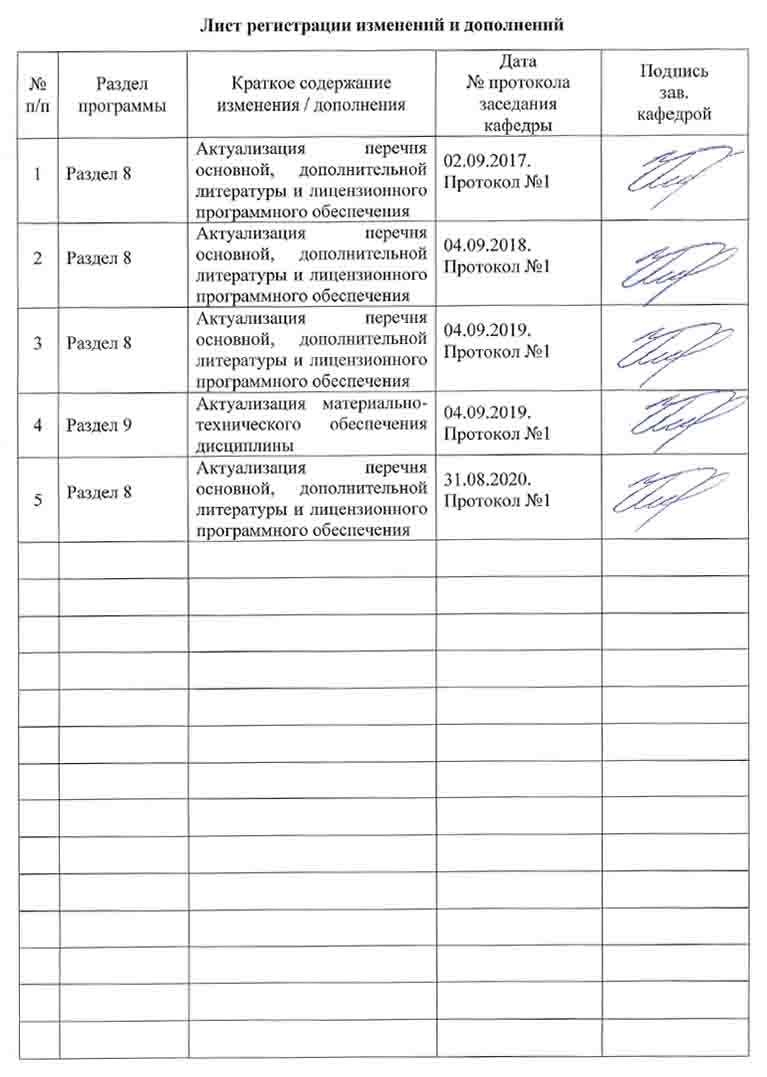 Лист регистрации изменений и дополнений
№
п/п
Раздел
программы
Краткое содержание
изменения / дополнения
Дата
№ протокола
заседания
кафедры
Подпись
зав.
кафедрой
1
Раздел 8
Актуализация перечня
основной, дополнительной
литературы и лицензионного
программного обеспечения
02.09.2017.
Протокол №1
2
Раздел 8
Актуализация перечня
основной, дополнительной
литературы и лицензионного
программного обеспечения
04.09.2018.
Протокол №1
3
Раздел 8
Актуализация перечня
основной, дополнительной
литературы и лицензионного
программного обеспечения
04.09.2019.
Протокол №1
4
Раздел 9
Актуализация материально-
технического обеспечения
дисциплины
04.09.2019.
Протокол №1
5
Раздел 8
Актуализация перечня
основной, дополнительной
литературы и лицензионного
программного обеспечения
31.08.2020.
Протокол №1